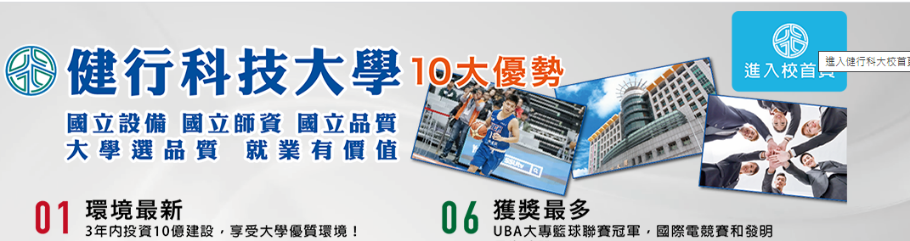 健行科技大學 10大優勢
國立設備 國立師資 國立品質
大學選品質 就業有價值
進入校首頁
進入健行科大校首頁
01 環境最新
3年內投資10億建設，享受大學優質環境！
06 獲獎最多
UBA大專籃球聯賽冠軍，國際電競賽和發明